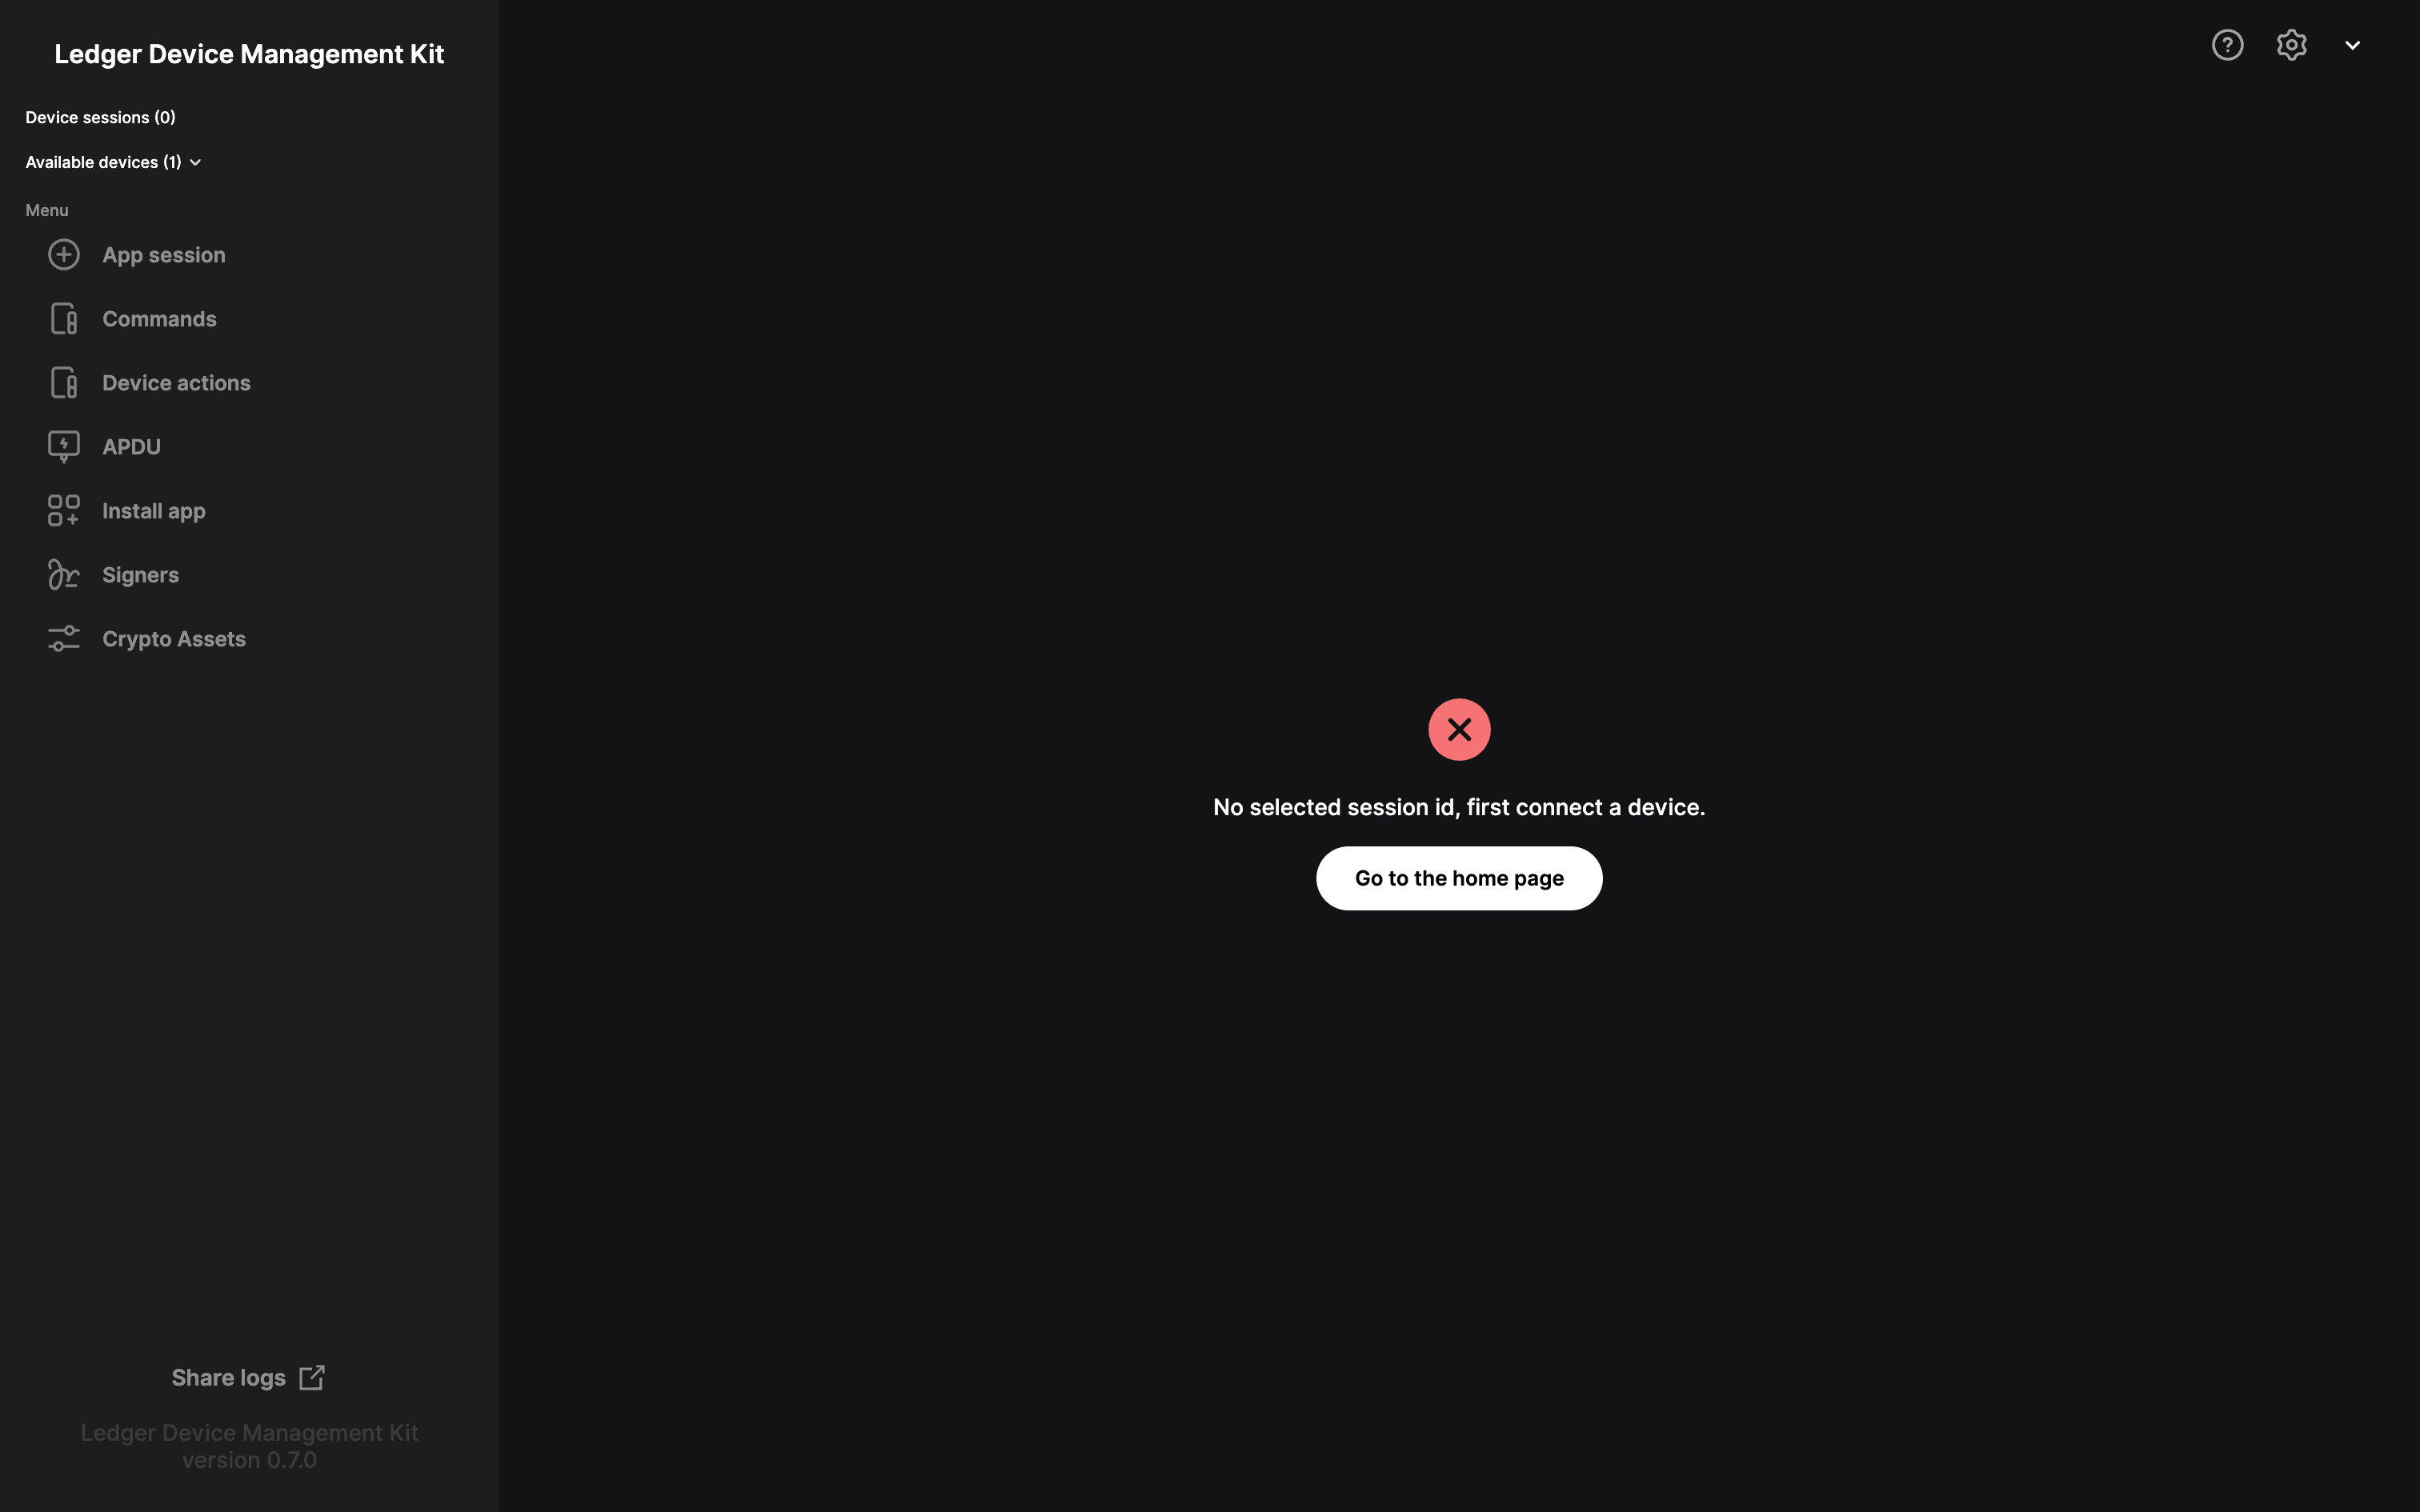 Ledger Device Management Kit
Device sessions (0)
Available devices (1)
Menu
App session
Commands
Device actions
APDU
Install app
Signers
Crypto Assets
Share logs
Ledger Device Management Kit
version 0.7.0
No selected session id, first connect a device.
Go to the home page